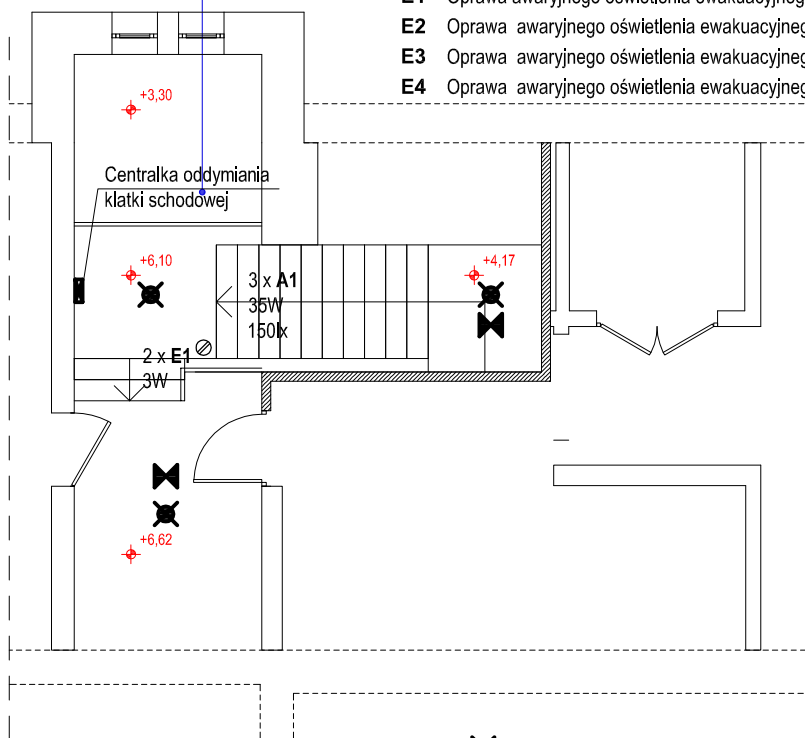 E1 Oprawa awaryjnego oświetlenia ewakuacyjnego
E2 Oprawa awaryjnego oświetlenia ewakuacyjneg
E3 Oprawa awaryjnego oświetlenia ewakuacyjneg
E4 Oprawa awaryjnego oświetlenia ewakuacyjneg
+3,30
Centralka oddymiania
klatki schodowej
+6,10
+4,17
3 x A1
35W
150lx
2 x E1
3W
+6,62